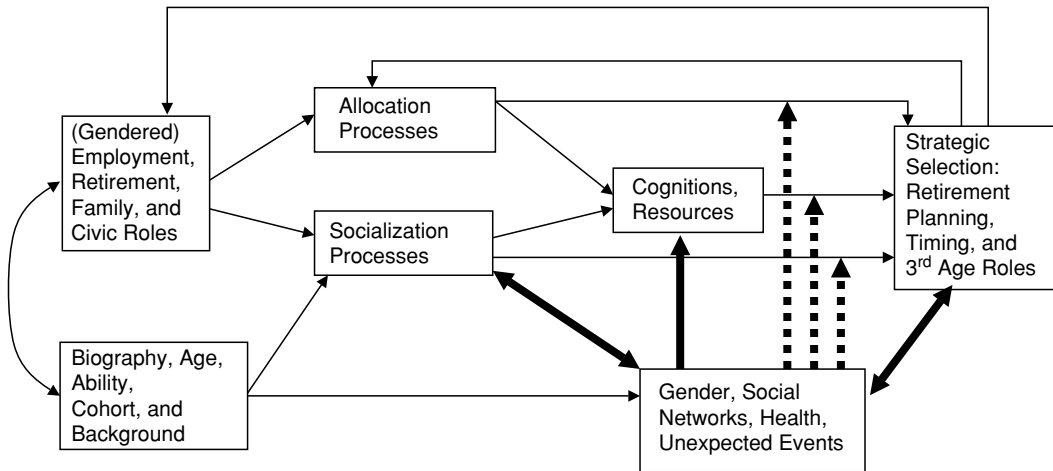 (Gendered)
Employment,
Retirement,
Family, and
Civic Roles
Allocation
Processes
Socialization
Processes
Cognitions,
Resources
Strategic
Selection:
Retirement
Planning,
Timing, and
3rd Age Roles
Biography, Age,
Ability,
Cohort, and
Background
Gender, Social
Networks, Health,
Unexpected Events